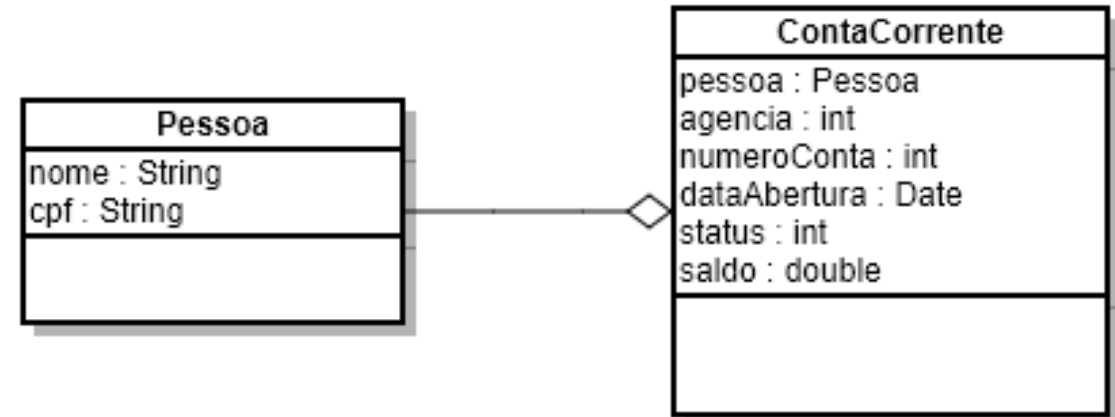 Pessoa
nome : String
cpf : String
ContaCorrente
pessoa : Pessoa
agencia : int
numeroConta : int
dataAbertura : Date
status : int
saldo : double